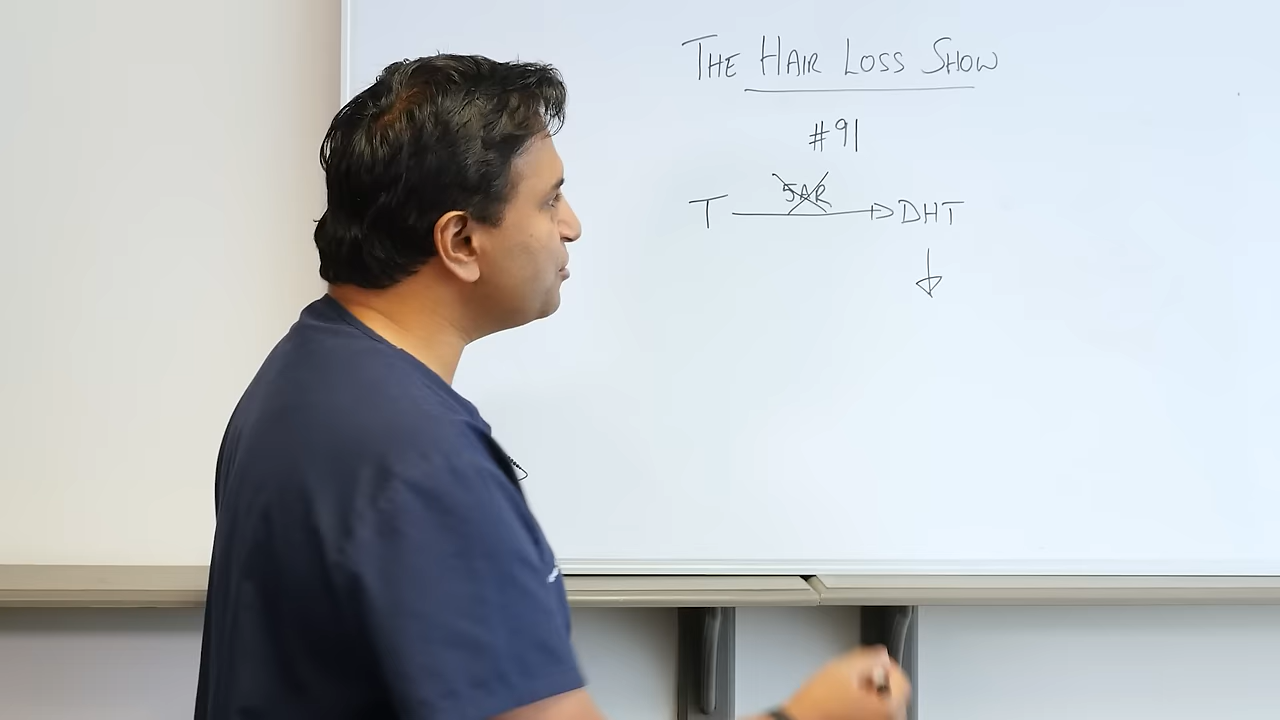 THE HAIR LOSS SHOW
#91
5AR
T → DHT
↓